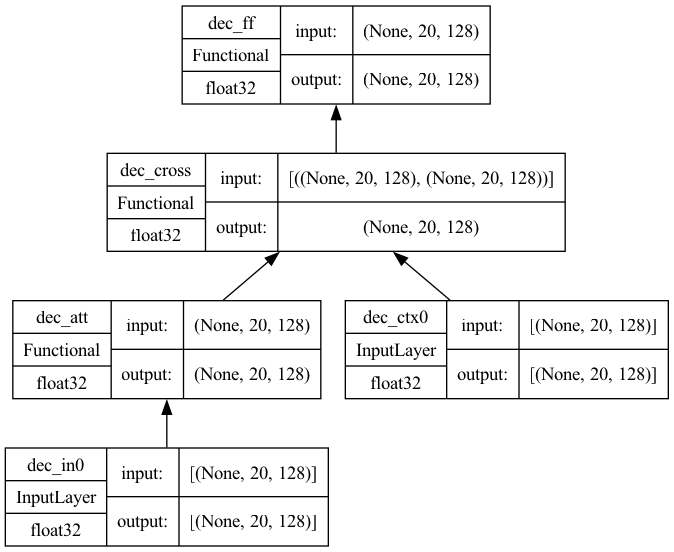 dec_ff
Functional
float32
input:
(None, 20, 128)
output:
(None, 20, 128)
dec_cross
Functional
float32
input:
[((None, 20, 128), (None, 20, 128))]
output:
(None, 20, 128)
dec_att
Functional
float32
input:
(None, 20, 128)
output:
(None, 20, 128)
dec_ctx0
InputLayer
float32
input:
[(None, 20, 128)]
output:
[(None, 20, 128)]
dec_in0
InputLayer
float32
input:
[(None, 20, 128)]
output:
[(None, 20, 128)]